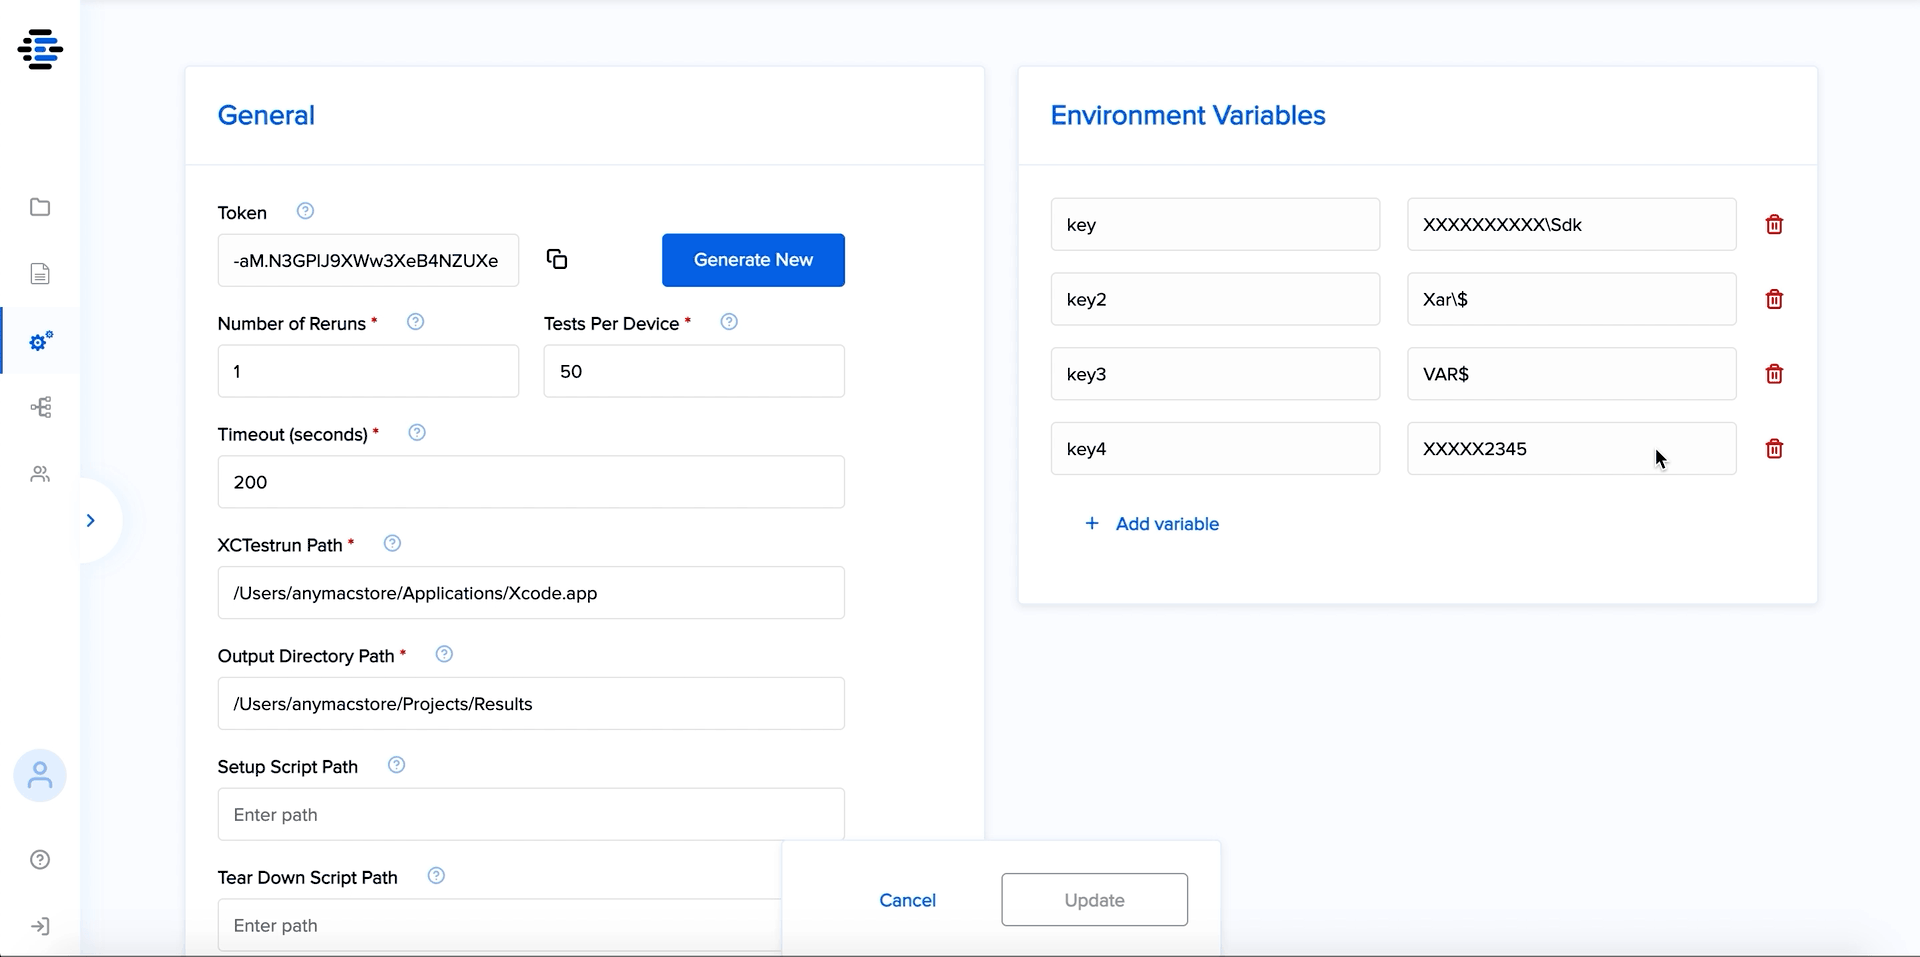 General
Token
-aM.N3GPIJ9XWw3XeB4NZUXe
Generate New
Number of Reruns *
Tests Per Device *
1
50
Timeout (seconds) *
200
XCTestrun Path *
/Users/anymacstore/Applications/Xcode.app
Output Directory Path *
/Users/anymacstore/Projects/Results
Setup Script Path
Enter path
Tear Down Script Path
Enter path
Environment Variables
key
XXXXXXXXXX\Sdk
key2
Xar\$
key3
VAR$
key4
XXXXX2345
+ Add variable
Cancel
Update